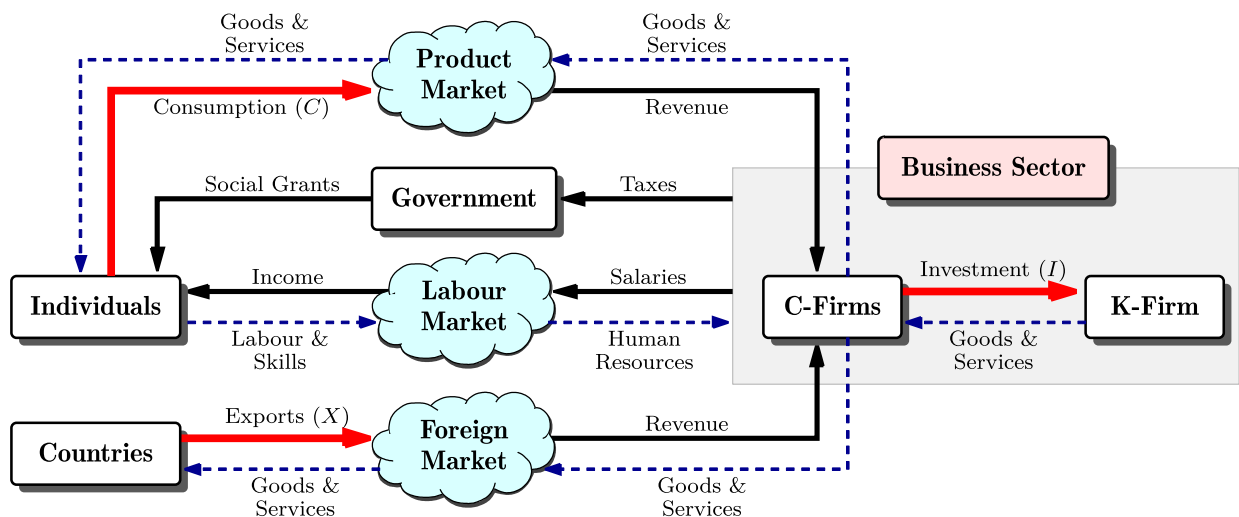 Goods &
Services
Product
Market
Goods &
Services
Consumption (C)
Revenue
Business Sector
Social Grants
Government
Taxes
Individuals
Income
Labour
Market
Salaries
C-Firms
Investment (I)
K-Firm
Labour &
Skills
Human
Resources
Goods &
Services
Countries
Exports (X)
Foreign
Market
Revenue
Goods &
Services
Goods &
Services